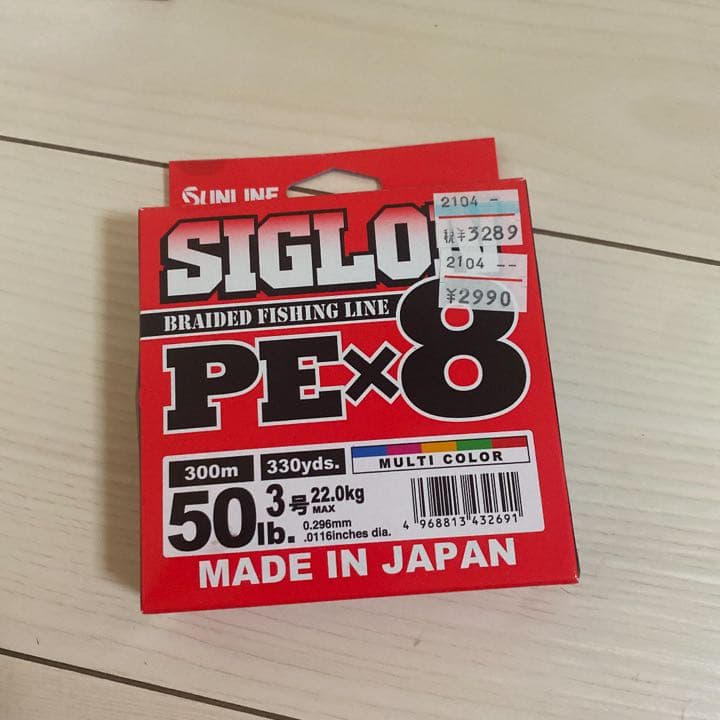 SUNLINE
2104 -
税¥3289
2104 --
¥2990
SIGLON
BRAIDED FISHING LINE
PE×8
300m 330yds. MULTI COLOR
50lb. 3号 22.0kg MAX
0.296mm
.0116inches dia.
4 968813 432691
MADE IN JAPAN